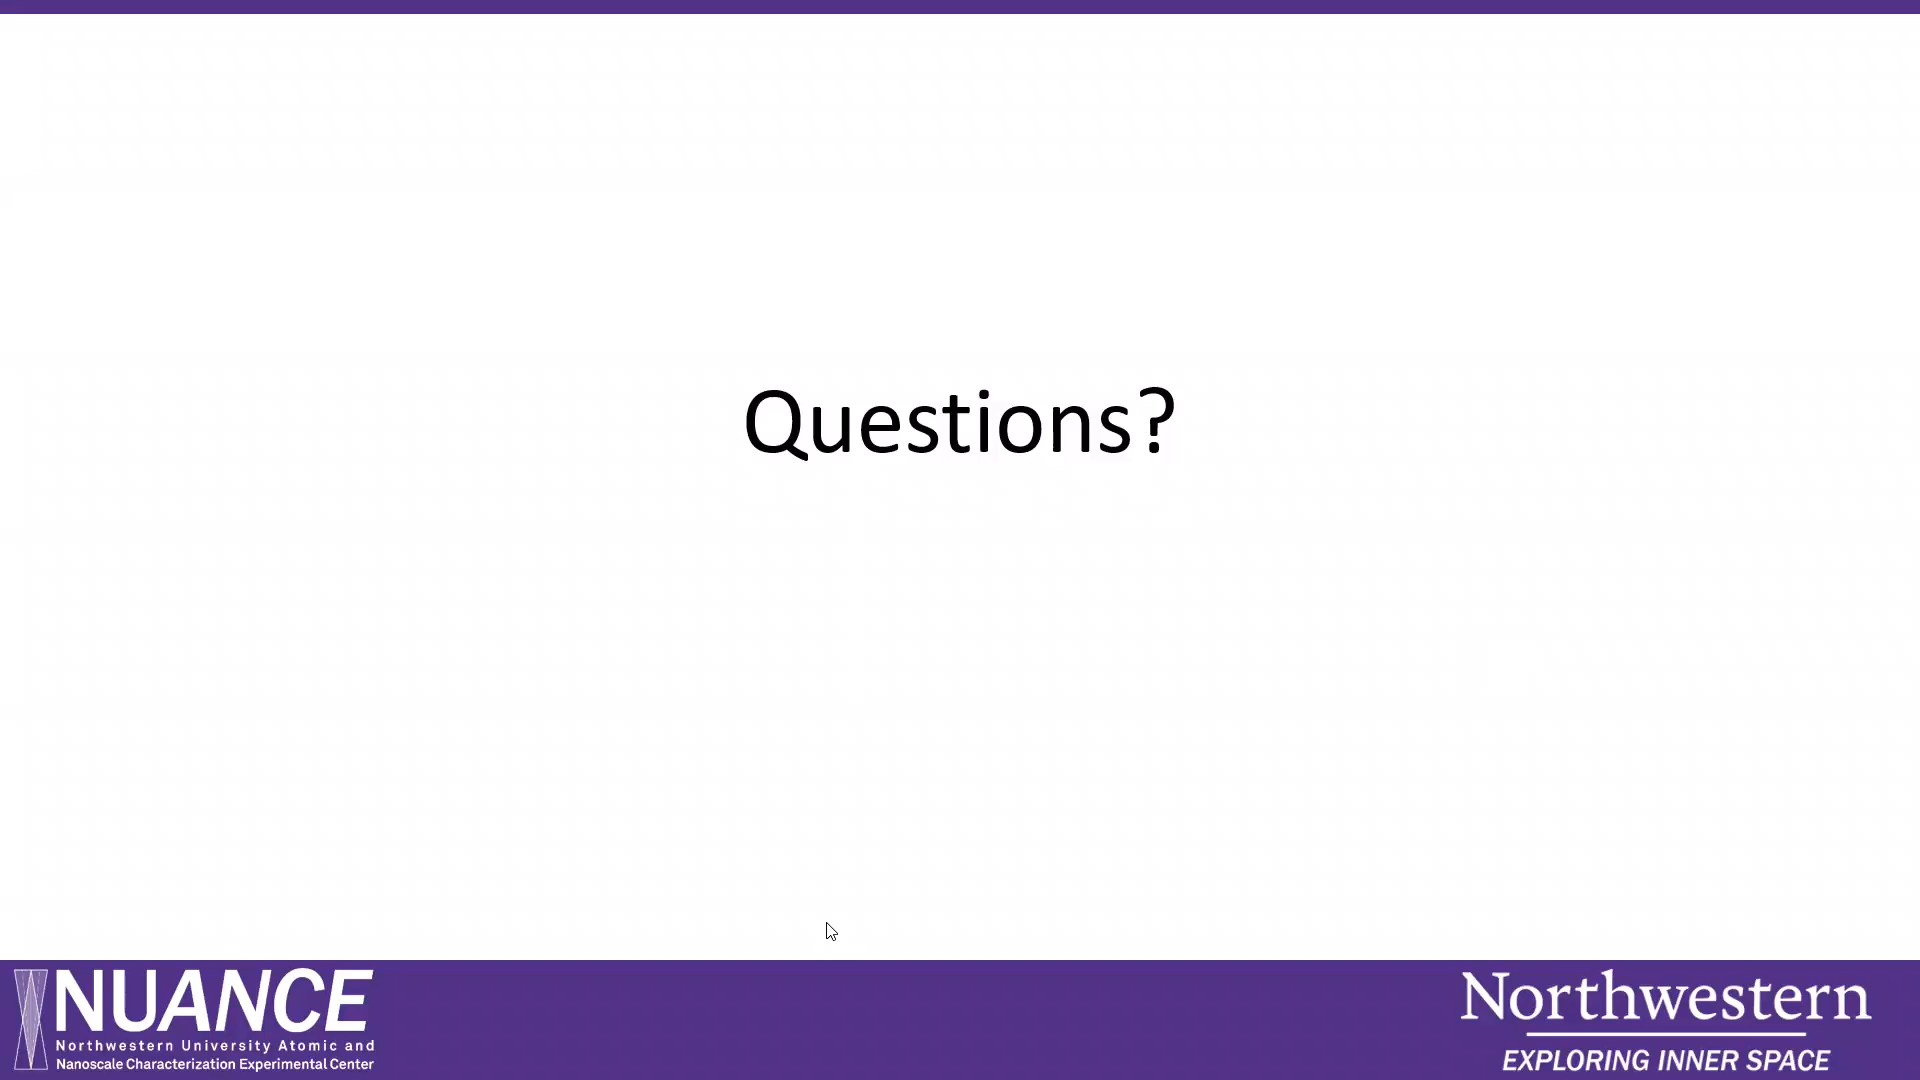 Questions?
NUANCE
Northwestern University Atomic and
Nanoscale Characterization Experimental Center
Northwestern
EXPLORING INNER SPACE